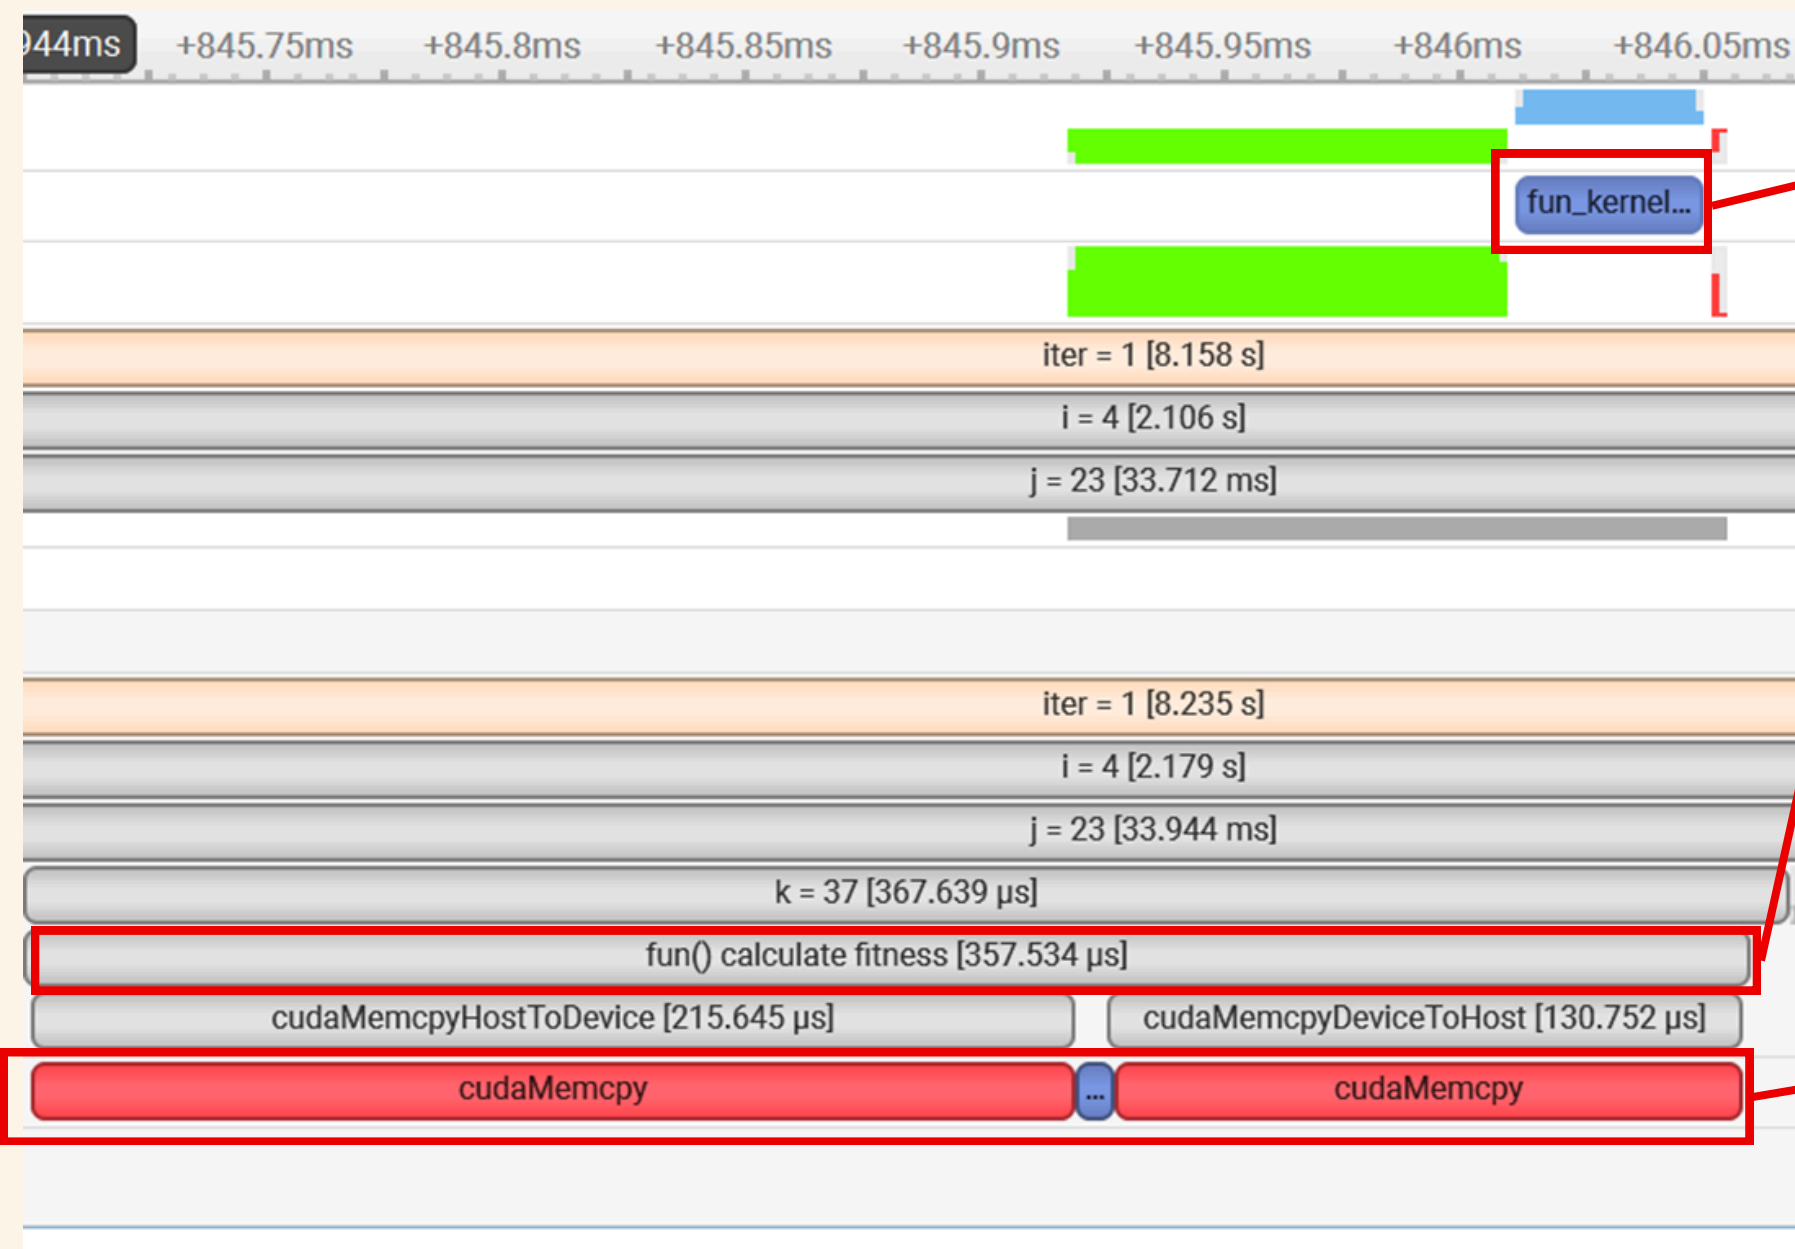 944ms +845.75ms +845.8ms +845.85ms +845.9ms +845.95ms +846ms +846.05ms
fun_kernel...
iter = 1 [8.158 s]
i = 4 [2.106 s]
j = 23 [33.712 ms]
iter = 1 [8.235 s]
i = 4 [2.179 s]
j = 23 [33.944 ms]
k = 37 [367.639 µs]
fun() calculate fitness [357.534 µs]
cudaMemcpyHostToDevice [215.645 µs] cudaMemcpyDeviceToHost [130.752 µs]
cudaMemcpy ... cudaMemcpy